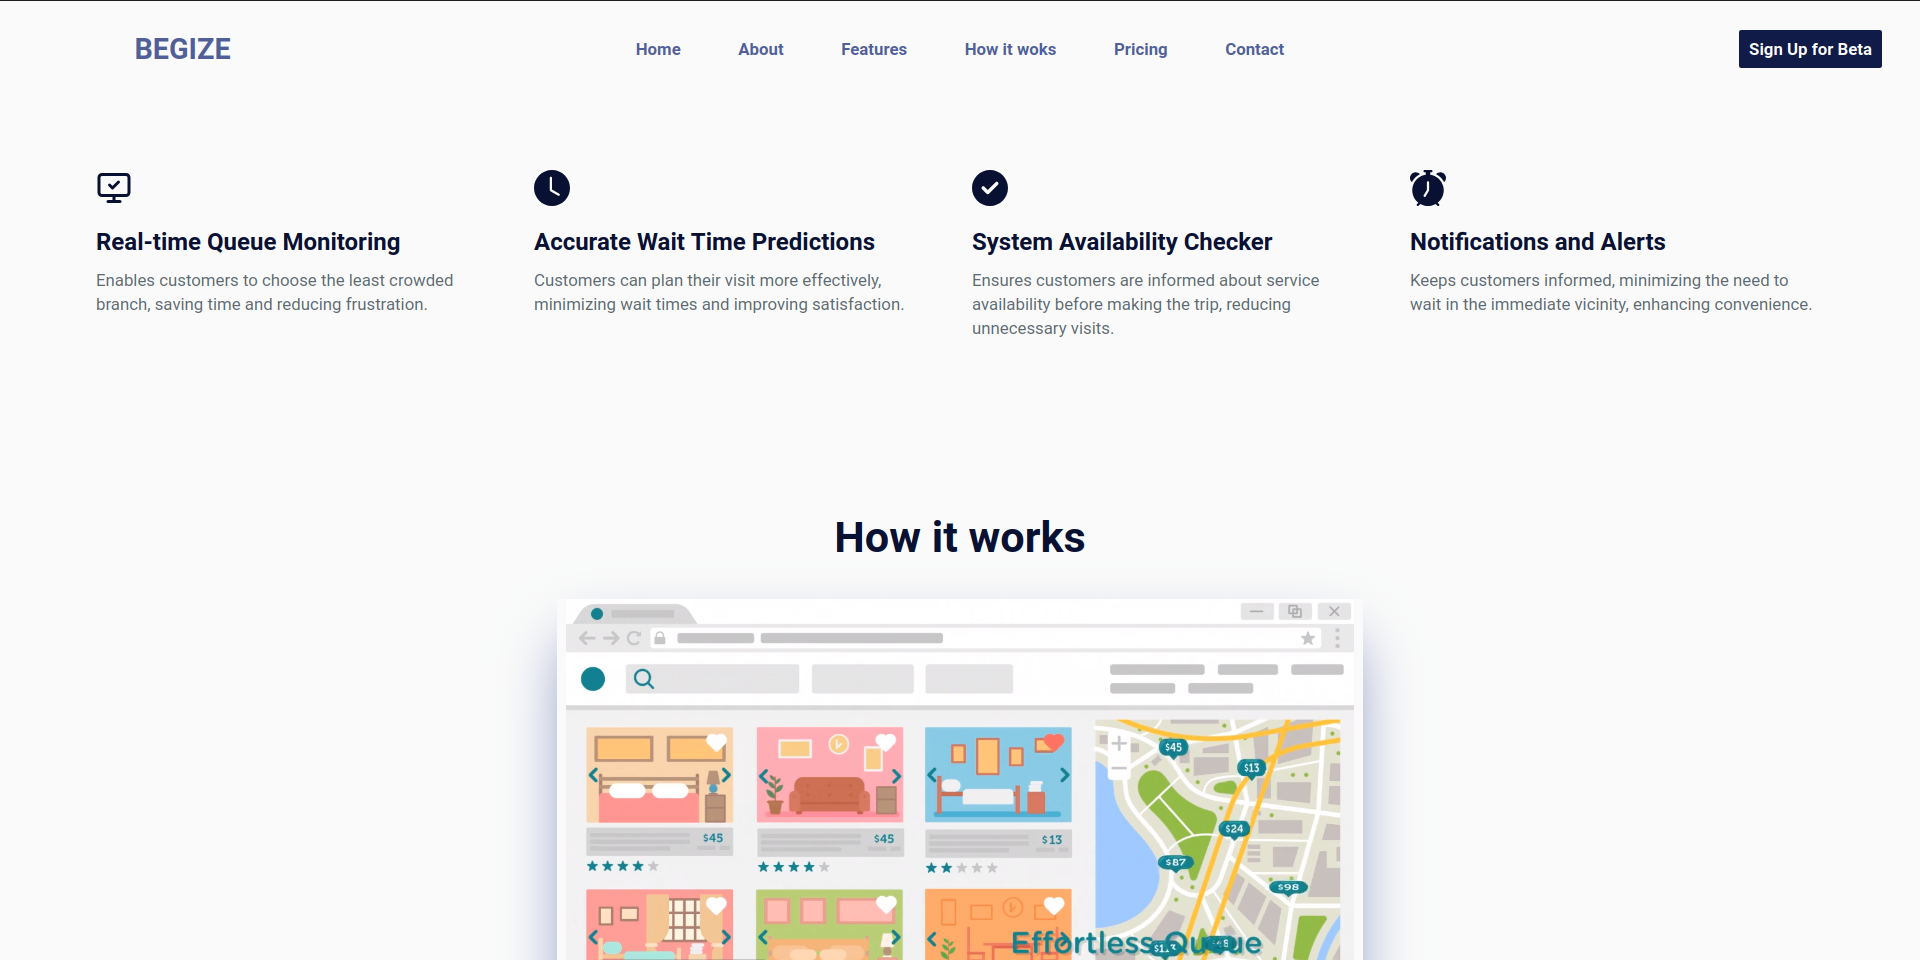 BEGIZE
Home
About
Features
How it woks
Pricing
Contact
Sign Up for Beta
Real-time Queue Monitoring
Enables customers to choose the least crowded
branch, saving time and reducing frustration.
Accurate Wait Time Predictions
Customers can plan their visit more effectively,
minimizing wait times and improving satisfaction.
System Availability Checker
Ensures customers are informed about service
availability before making the trip, reducing
unnecessary visits.
Notifications and Alerts
Keeps customers informed, minimizing the need to
wait in the immediate vicinity, enhancing convenience.
How it works
$45
$45
$13
$45
$13
$24
$87
$98
Effortless Queue